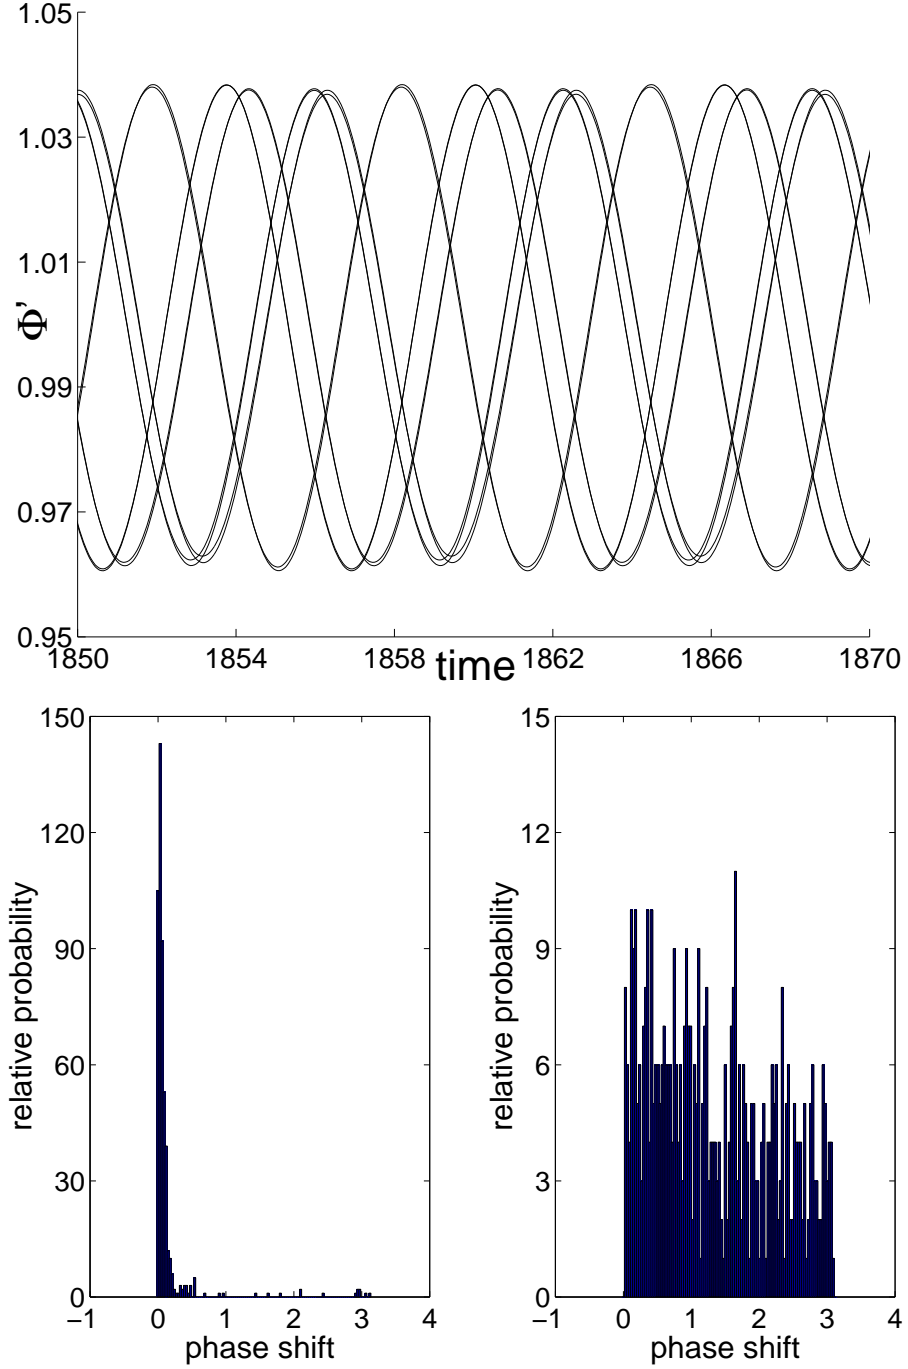 1.05
1.03
1.01
Φ'
0.99
0.97
0.95
1850 1854 1858 time 1862 1866 1870
150 15
120 12
90 9
60 6
30 3
0 0
relative probability relative probability
−1 0 1 2 3 4 −1 0 1 2 3 4
phase shift phase shift